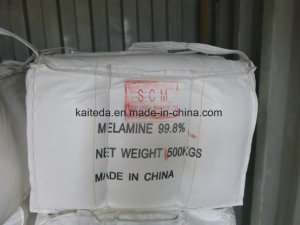 SCM
kaiteda.en.made-in-china.com
MELAMINE 99.8%
NET WEIGHT 500KGS
MADE IN CHINA